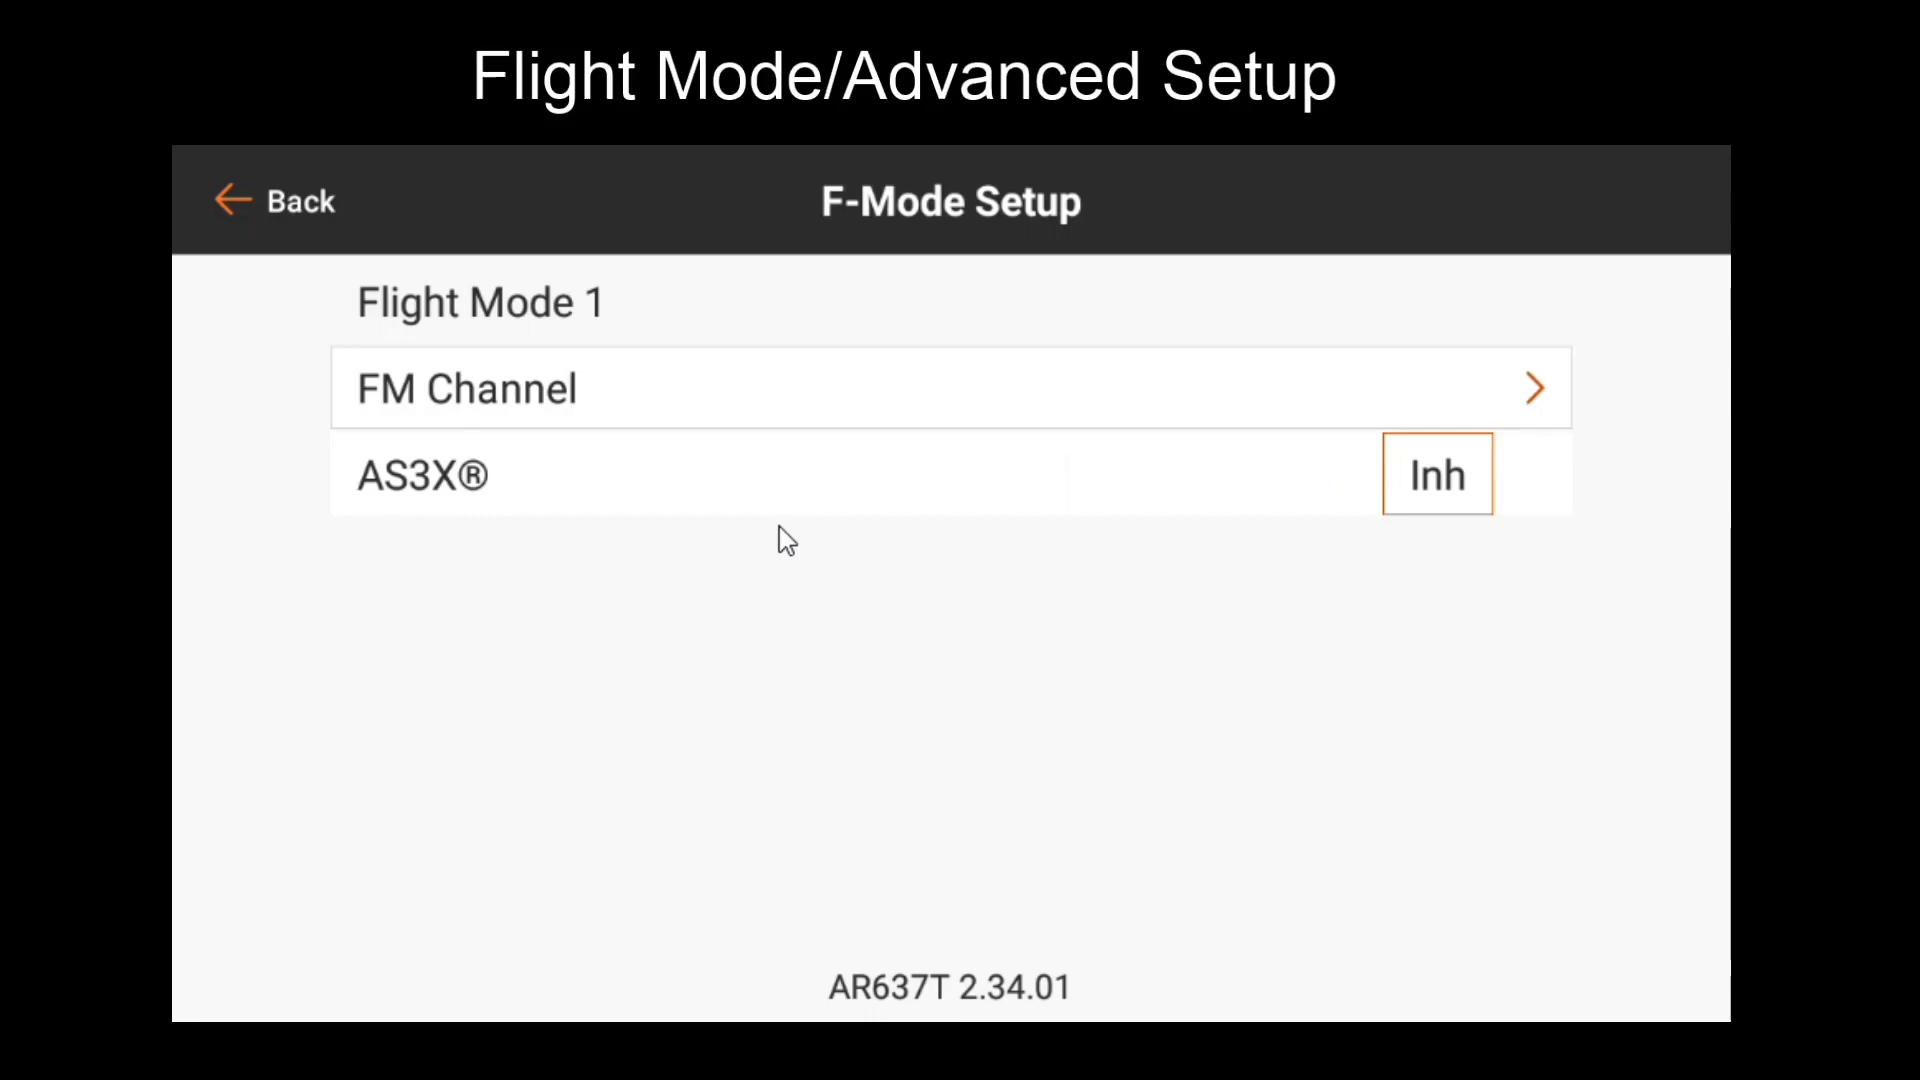 Flight Mode/Advanced Setup
Back
F-Mode Setup
Flight Mode 1
FM Channel
AS3X®
Inh
AR637T 2.34.01